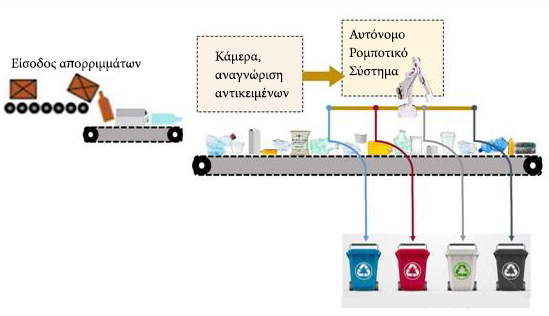 Είσοδος απορριμμάτων
Κάμερα,
αναγνώριση
αντικειμένων
Αυτόνομο
Ρομποτικό
Σύστημα